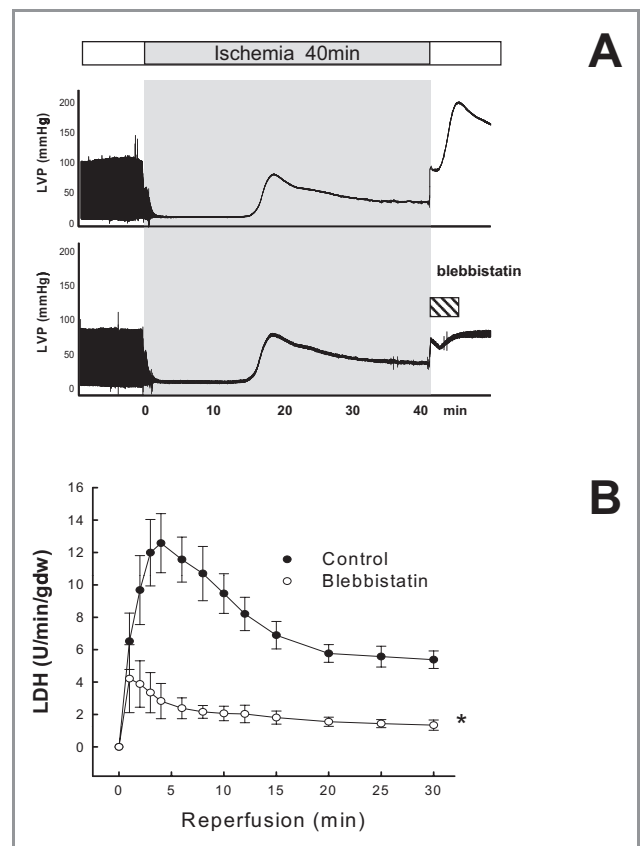 A
Ischemia 40min
LVP (mmHg)
200
150
100
50
0
LVP (mmHg)
200
150
100
50
0
blebbistatin
0 10 20 30 40 min
B
LDH (U/min/gdw)
16
14
12
10
8
6
4
2
0
Control
Blebbistatin
*
0 5 10 15 20 25 30
Reperfusion (min)